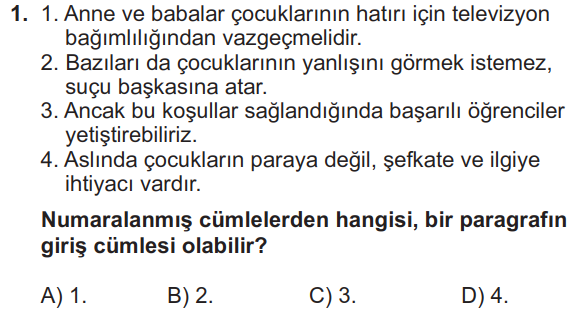 1. 1. Anne ve babalar çocuklarının hatırı için televizyon
bağımlılığından vazgeçmelidir.
2. Bazıları da çocuklarının yanlışını görmek istemez,
suçu başkasına atar.
3. Ancak bu koşullar sağlandığında başarılı öğrenciler
yetiştirebiliriz.
4. Aslında çocukların paraya değil, şefkate ve ilgiye
ihtiyacı vardır.
Numaralanmış cümlelerden hangisi, bir paragrafın
giriş cümlesi olabilir?
A) 1. B) 2. C) 3. D) 4.